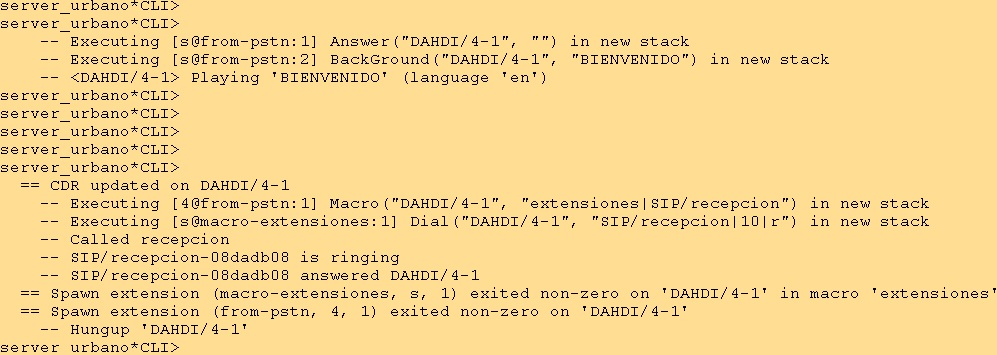 server_urbano*CLI>
server_urbano*CLI>
    -- Executing [s@from-pstn:1] Answer("DAHDI/4-1", "") in new stack
    -- Executing [s@from-pstn:2] BackGround("DAHDI/4-1", "BIENVENIDO") in new stack
    -- <DAHDI/4-1> Playing 'BIENVENIDO' (language 'en')
server_urbano*CLI>
server_urbano*CLI>
server_urbano*CLI>
server_urbano*CLI>
server_urbano*CLI>
  == CDR updated on DAHDI/4-1
    -- Executing [4@from-pstn:1] Macro("DAHDI/4-1", "extensiones|SIP/recepcion") in new stack
    -- Executing [s@macro-extensiones:1] Dial("DAHDI/4-1", "SIP/recepcion|10|r") in new stack
    -- Called recepcion
    -- SIP/recepcion-08dadb08 is ringing
    -- SIP/recepcion-08dadb08 answered DAHDI/4-1
  == Spawn extension (macro-extensiones, s, 1) exited non-zero on 'DAHDI/4-1' in macro 'extensiones'
  == Spawn extension (from-pstn, 4, 1) exited non-zero on 'DAHDI/4-1'
    -- Hungup 'DAHDI/4-1'
server_urbano*CLI>